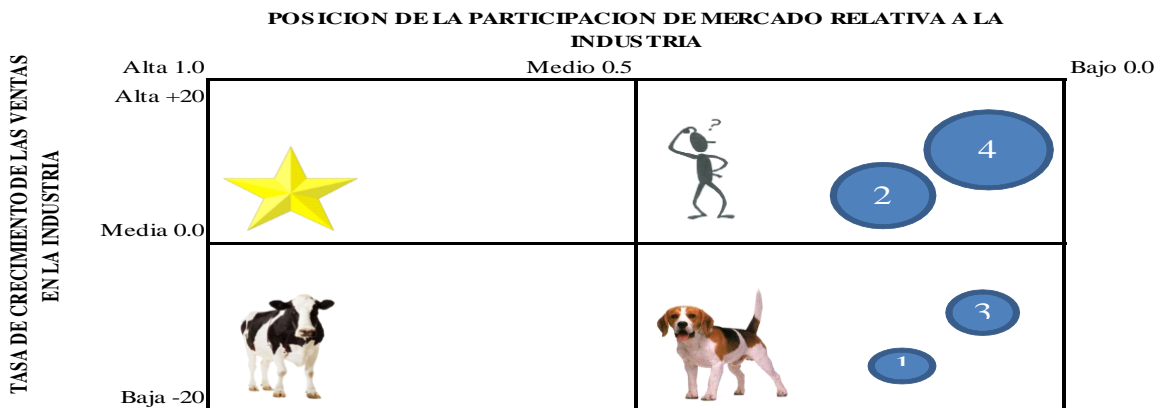 POSICION DE LA PARTICIPACION DE MERCADO RELATIVA A LA
INDUSTRIA
Alta 1.0 Medio 0.5 Bajo 0.0
TASA DE CRECIMIENTO DE LAS VENTAS
EN LA INDUSTRIA
Alta +20
?
4
2
Media 0.0
3
1
Baja -20